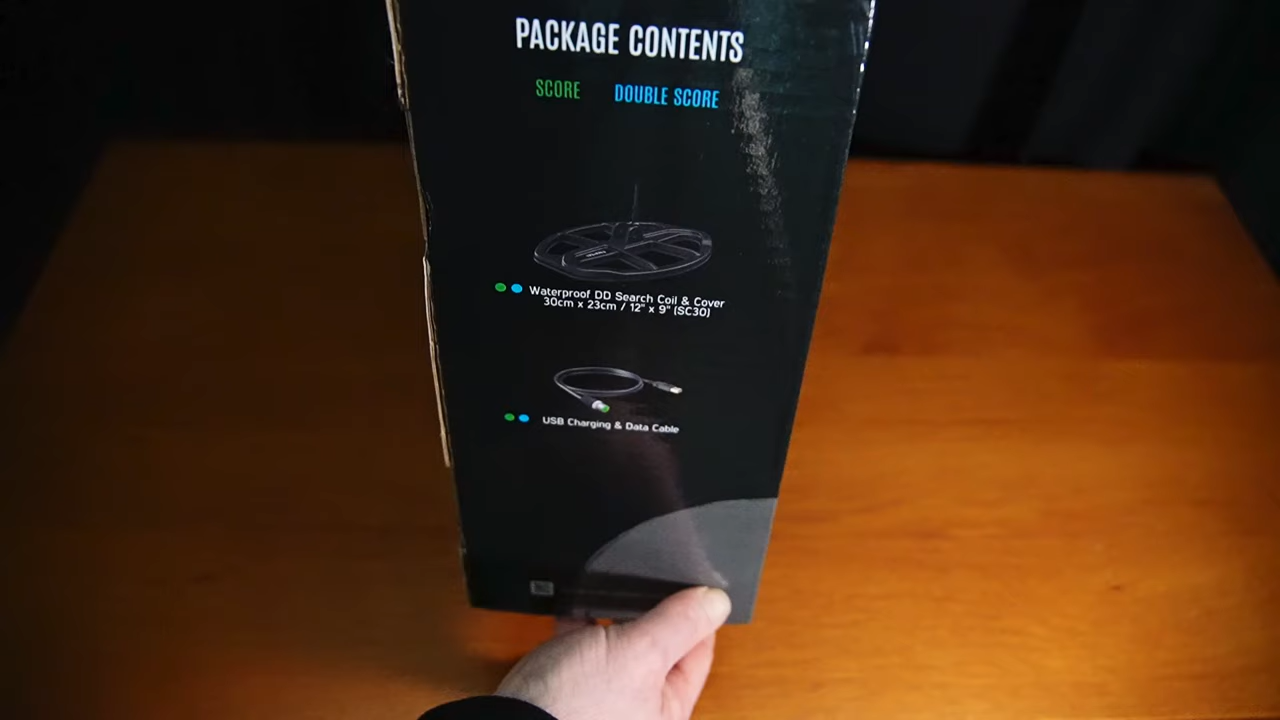 PACKAGE CONTENTS
SCORE DOUBLE SCORE
Waterproof DD Search Coil & Cover
30cm x 23cm / 12" x 9" (SC30)
USB Charging & Data Cable